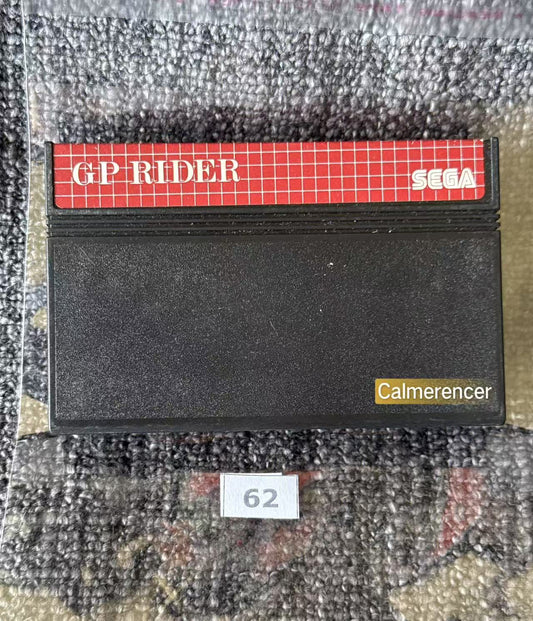 GP RIDER
SEGA
Calmerencer
62